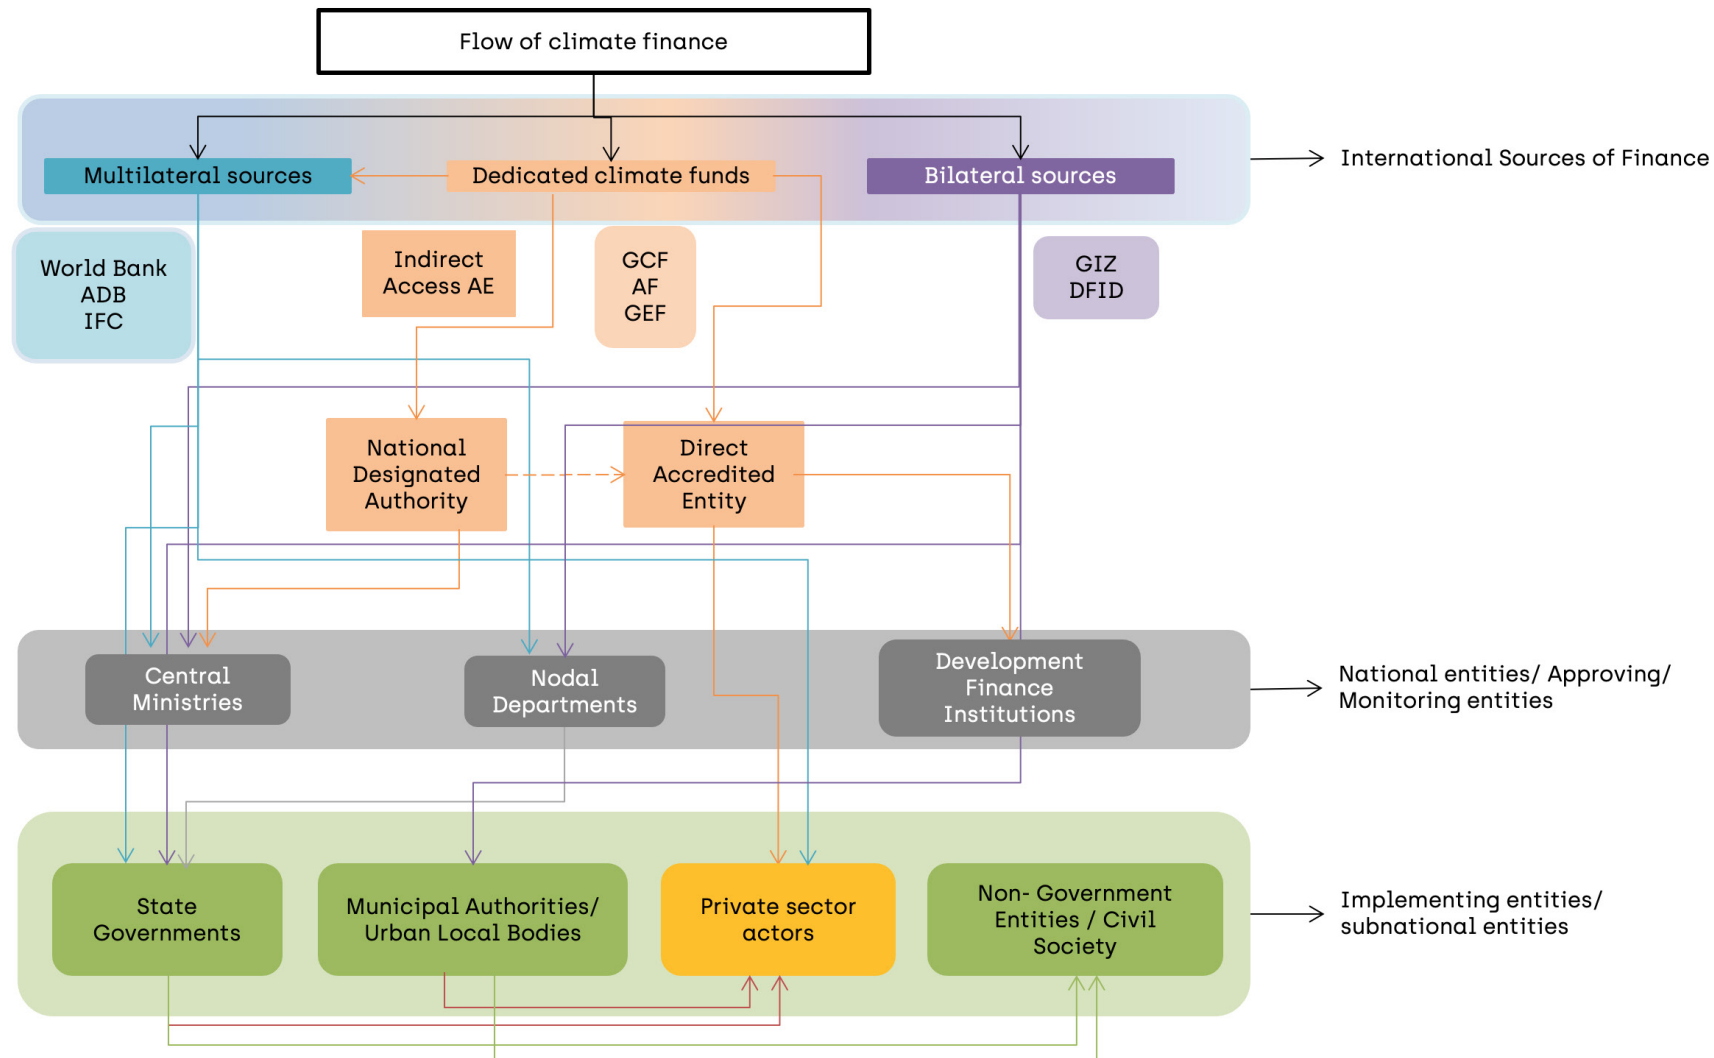 Flow of climate finance
Multilateral sources
Dedicated climate funds
Bilateral sources
International Sources of Finance
World Bank
ADB
IFC
Indirect
Access AE
GCF
AF
GEF
GIZ
DFID
National
Designated
Authority
Direct
Accredited
Entity
Central
Ministries
Nodal
Departments
Development
Finance
Institutions
National entities/ Approving/
Monitoring entities
State
Governments
Municipal Authorities/
Urban Local Bodies
Private sector
actors
Non- Government
Entities / Civil
Society
Implementing entities/
subnational entities